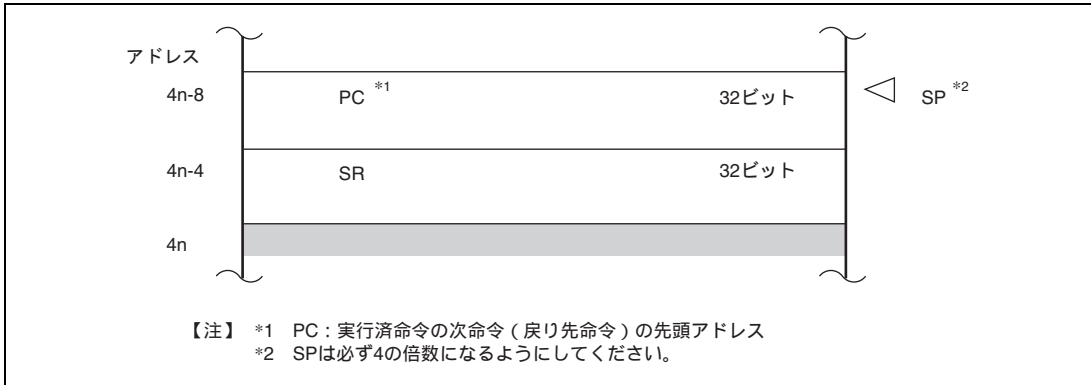 アドレス
4n-8 PC *1 32ビット SP *2
4n-4 SR 32ビット
4n
【注】 *1 PC：実行済命令の次命令（戻り先命令）の先頭アドレス
*2 SPは必ず4の倍数になるようにしてください。